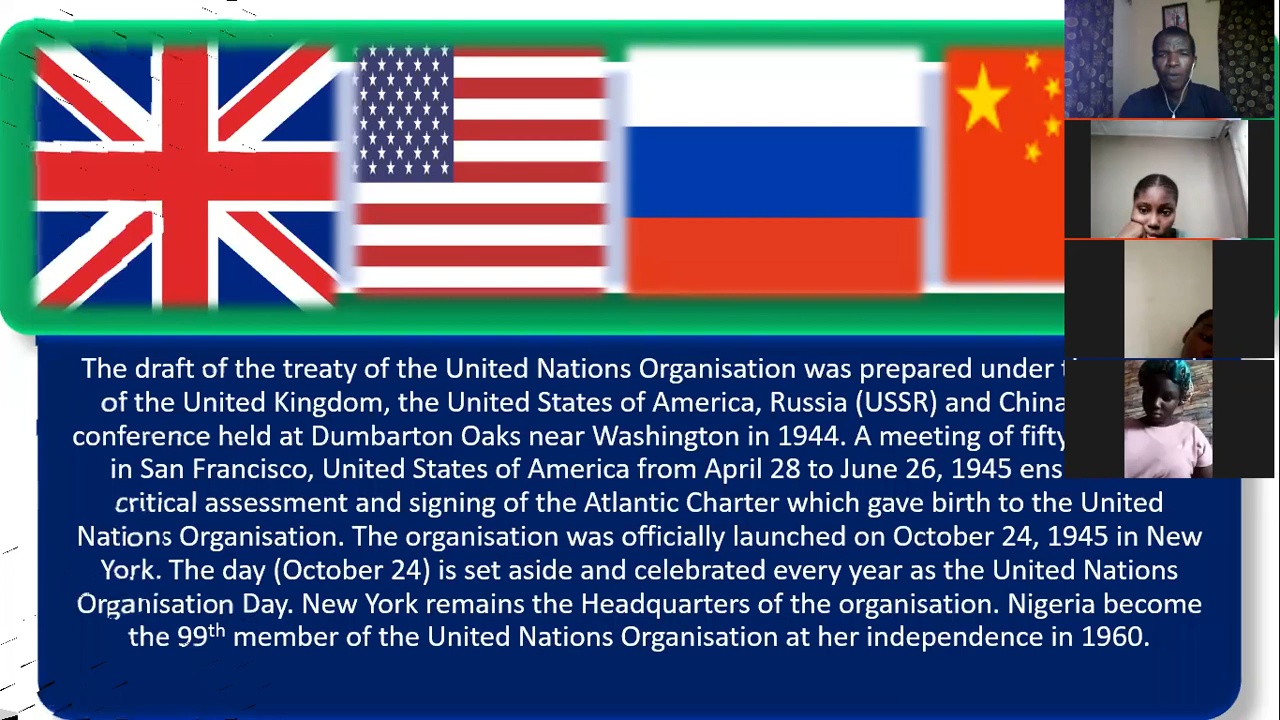 The draft of the treaty of the United Nations Organisation was prepared under
of the United Kingdom, the United States of America, Russia (USSR) and China
conference held at Dumbarton Oaks near Washington in 1944. A meeting of fifty
in San Francisco, United States of America from April 28 to June 26, 1945 ens
critical assessment and signing of the Atlantic Charter which gave birth to the United
Nations Organisation. The organisation was officially launched on October 24, 1945 in New
York. The day (October 24) is set aside and celebrated every year as the United Nations
Organisation Day. New York remains the Headquarters of the organisation. Nigeria become
the 99th member of the United Nations Organisation at her independence in 1960.